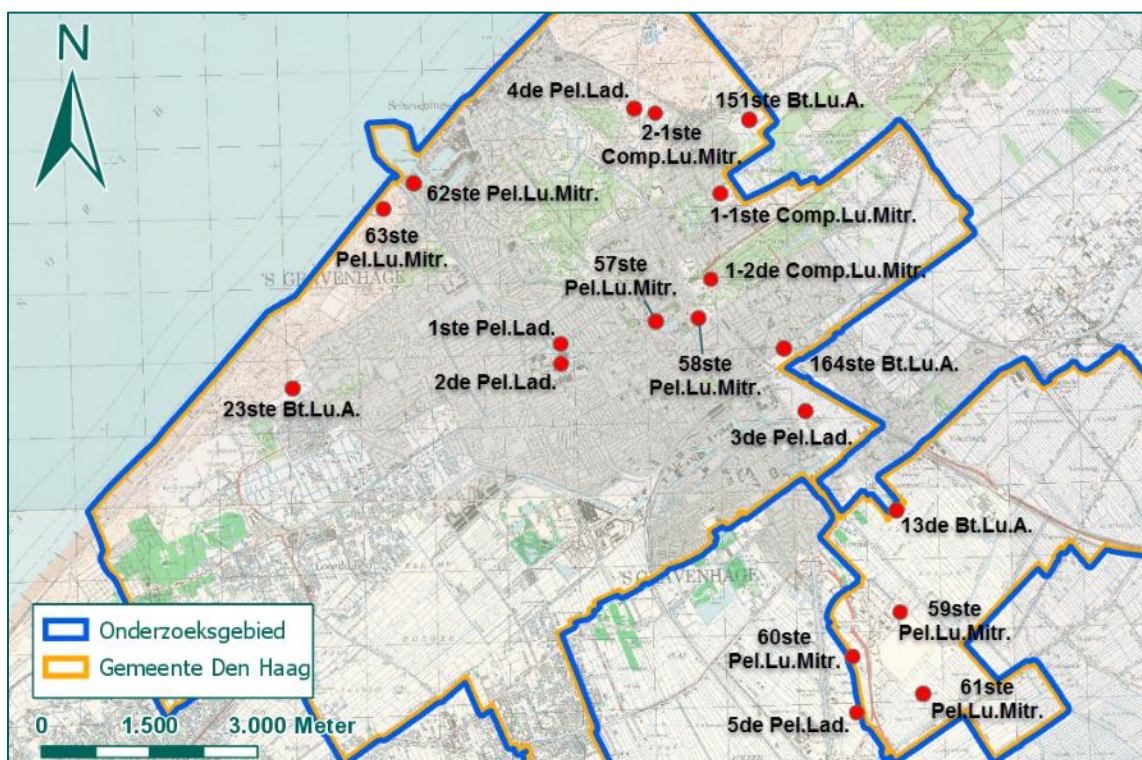 N
4de Pel.Lad.
151ste Bt.Lu.A.
2-1ste
Comp.Lu.Mitr.
62ste Pel.Lu.Mitr.
1-1ste Comp.Lu.Mitr.
63ste
Pel.Lu.Mitr.
57ste
Pel.Lu.Mitr.
1-2de Comp.Lu.Mitr.
'S GRAVENHAGE
1ste Pel.Lad.
2de Pel.Lad.
58ste
Pel.Lu.Mitr.
164ste Bt.Lu.A.
23ste Bt.Lu.A.
3de Pel.Lad.
13de Bt.Lu.A.
'S GRAVENHAGE
59ste
Pel.Lu.Mitr.
60ste
Pel.Lu.Mitr.
61ste
Pel.Lu.Mitr.
5de Pel.Lad.
Onderzoeksgebied
Gemeente Den Haag
0 1.500 3.000 Meter